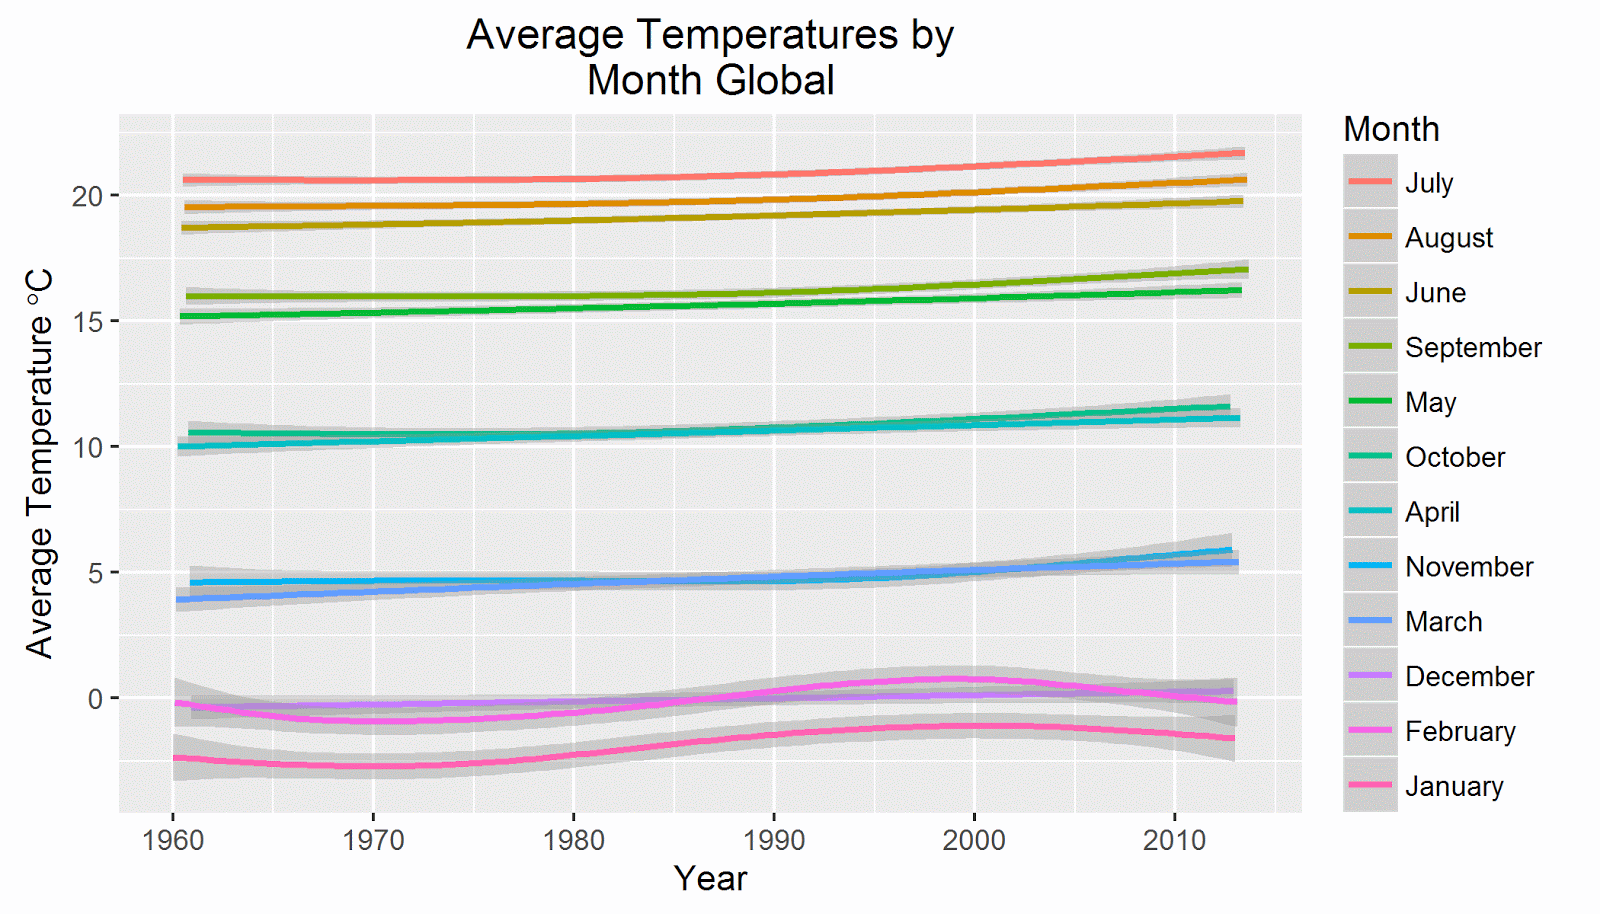 Average Temperatures by
Month Global
Average Temperature °C
20
15
10
5
0
1960 1970 1980 1990 2000 2010
Year
Month
July
August
June
September
May
October
April
November
March
December
February
January